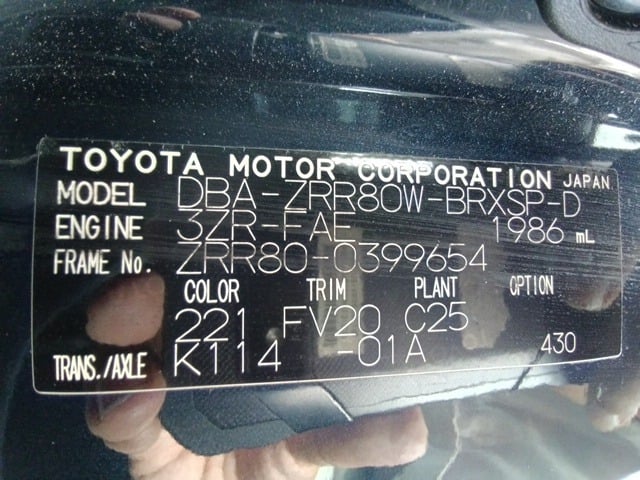 TOYOTA MOTOR CORPORATION JAPAN
MODEL DBA-ZRR80W-BRXSP-D
ENGINE 3ZR-FAE 1986 mL
FRAME No. ZRR80-0399654
COLOR TRIM PLANT OPTION
221 FV20 C25
TRANS./AXLE K114 -01A 430